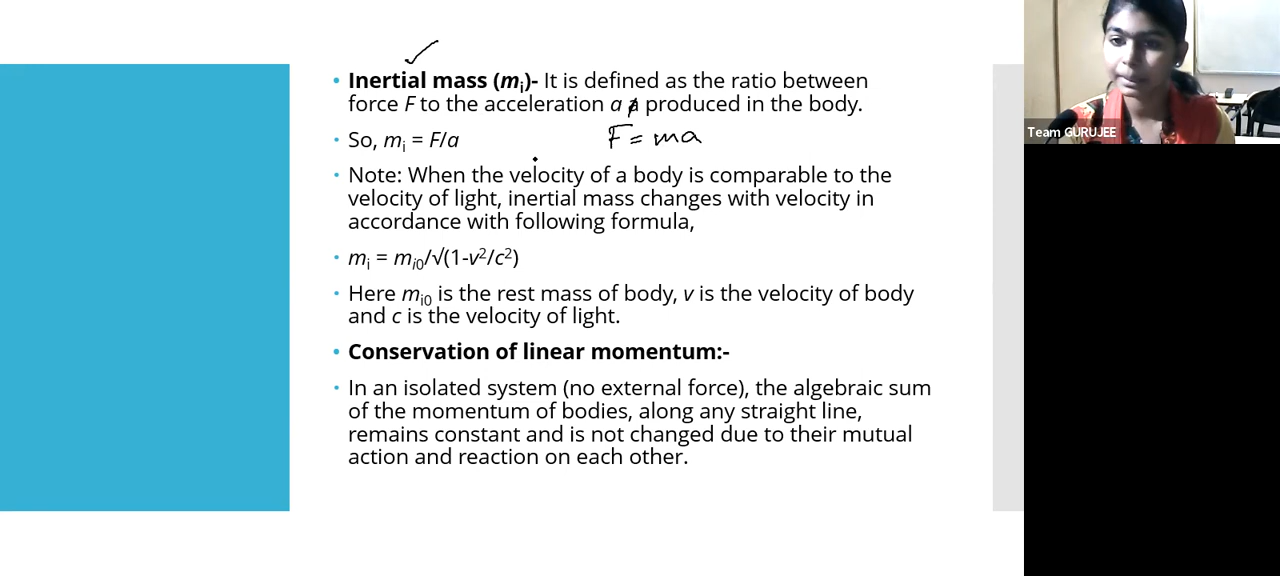 • Inertial mass (mᵢ)- It is defined as the ratio between
force F to the acceleration a produced in the body.
• So, mᵢ = F/a
F = ma
• Note: When the velocity of a body is comparable to the
velocity of light, inertial mass changes with velocity in
accordance with following formula,
• mᵢ = mᵢ₀/√(1-v²/c²)
• Here mᵢ₀ is the rest mass of body, v is the velocity of body
and c is the velocity of light.
• Conservation of linear momentum:-
• In an isolated system (no external force), the algebraic sum
of the momentum of bodies, along any straight line,
remains constant and is not changed due to their mutual
action and reaction on each other.
Team GURUJEE